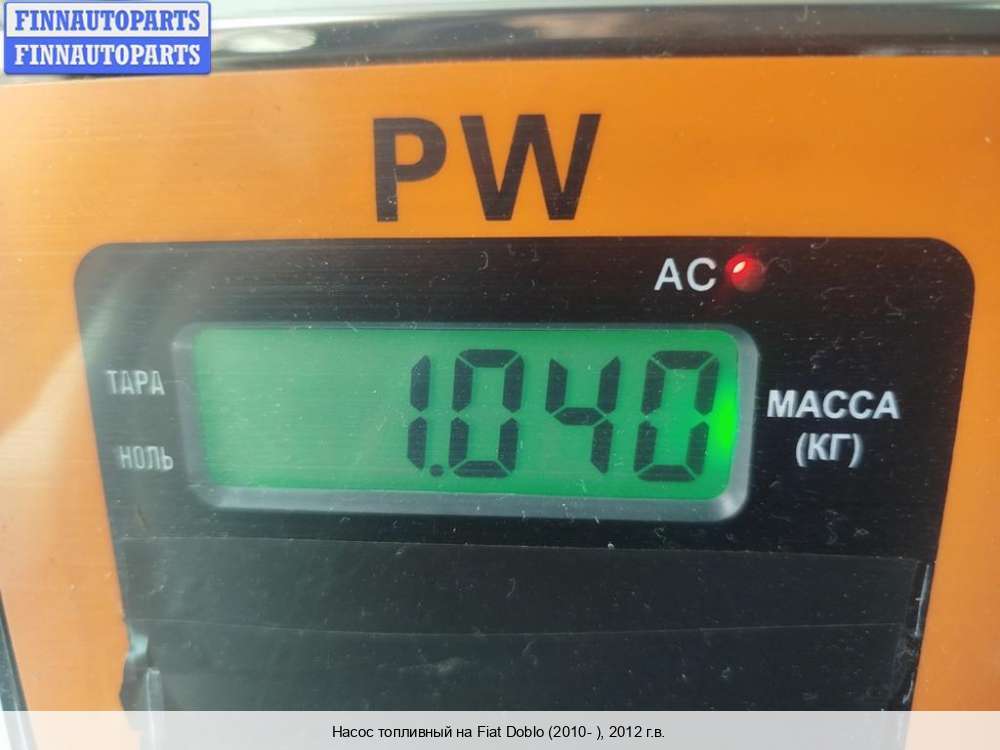 FINNAUTOPARTS
FINNAUTOPARTS
PW
AC
1.040
ТАРА
НОЛЬ
МАССА
(КГ)
Насос топливный на Fiat Doblo (2010- ), 2012 г.в.